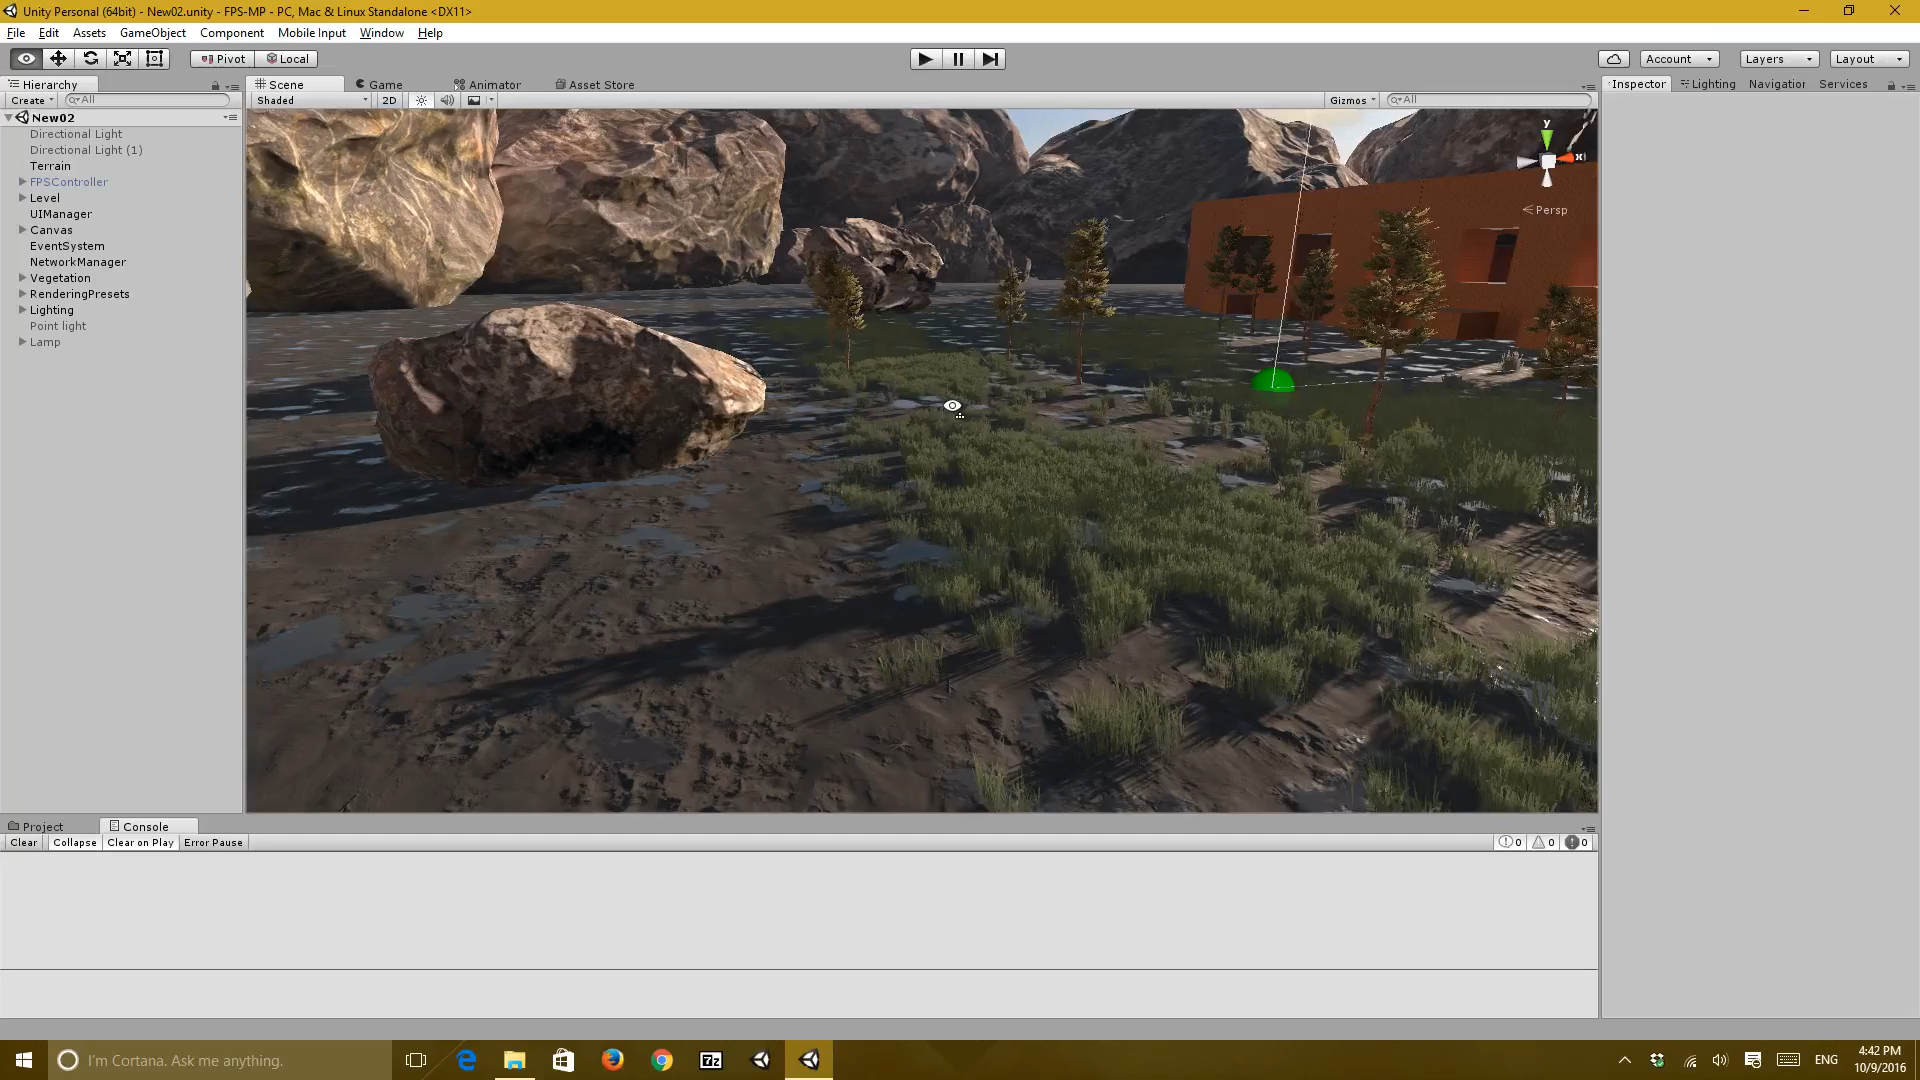 Unity Personal (64bit) - New02.unity - FPS-MP - PC, Mac & Linux Standalone <DX11>
File Edit Assets GameObject Component Mobile Input Window Help
Pivot Local Account Layers Layout
Hierarchy Scene Game Animator Asset Store Inspector Lighting Navigatior Services
Create All Shaded 2D Gizmos All
New02
Directional Light
Directional Light (1)
Terrain
FPSController
Level
UIManager
Canvas
EventSystem
NetworkManager
Vegetation
RenderingPresets
Lighting
Point light
Lamp
y
x
Persp
Project Console
Clear Collapse Clear on Play Error Pause 0 0 0
I'm Cortana. Ask me anything. 7z ENG 4:42 PM
10/9/2016